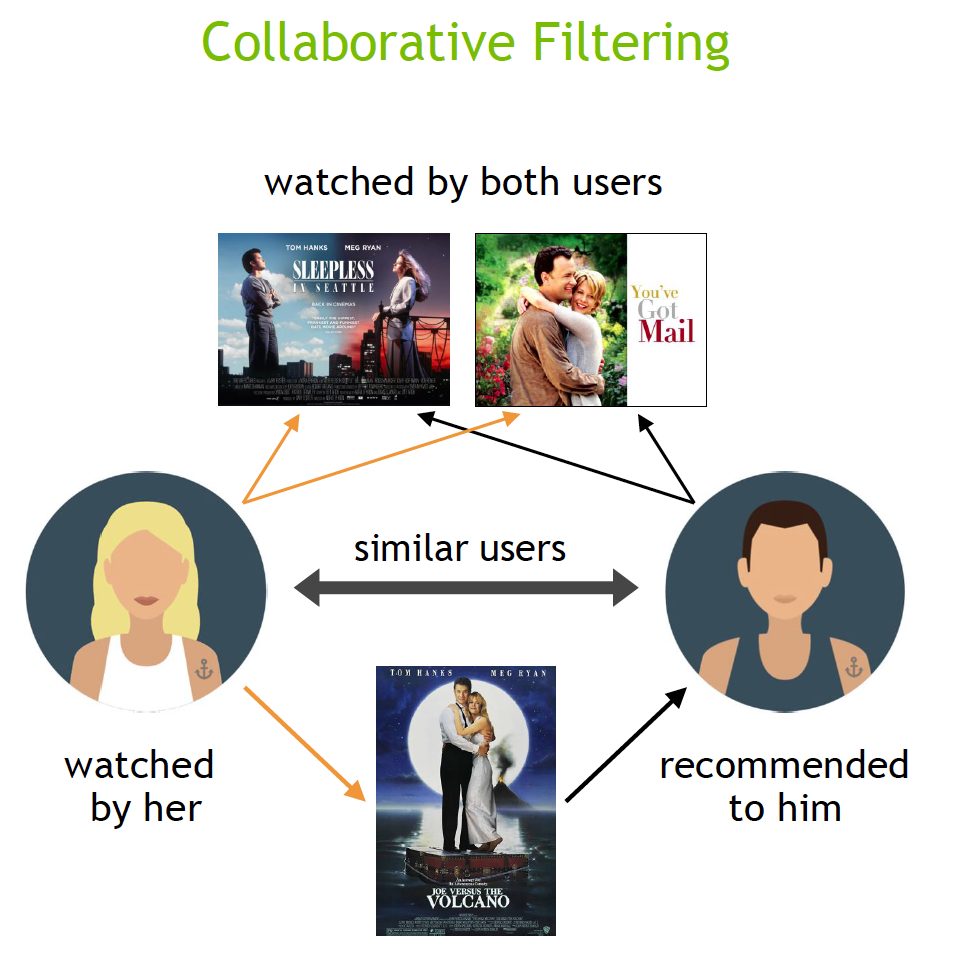 Collaborative Filtering
watched by both users
TOM HANKS MEG RYAN
SLEEPLESS
IN SEATTLE
BACK IN CINEMAS
You've
Got
Mail
similar users
TOM HANKS MEG RYAN
watched
by her
recommended
to him
JOE VERSUS THE
VOLCANO